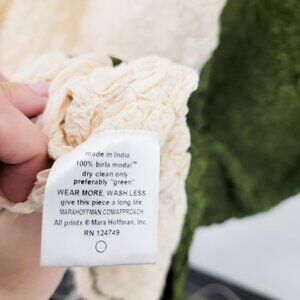 made in India
100% birla modal™
dry clean only
preferably "green"
WEAR MORE, WASH LESS,
give this piece a long life.
MARAHOFFMAN.COM/APPROACH
All prints ® Mara Hoffman, Inc.
RN 124749